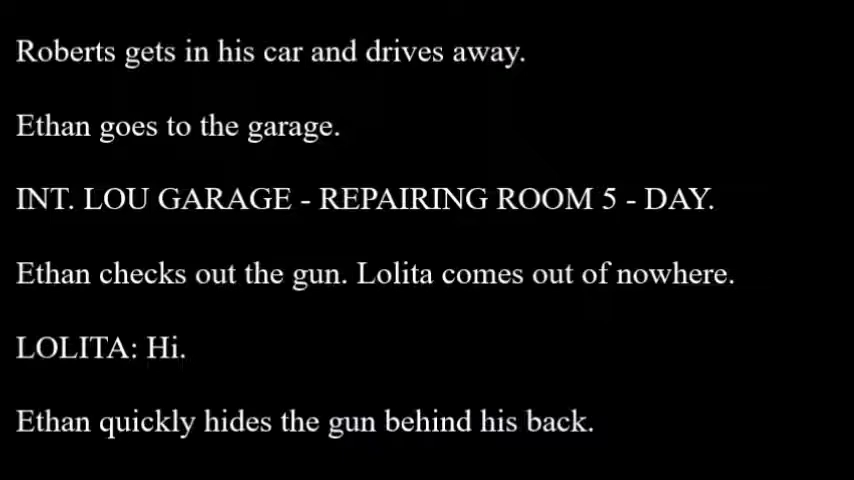 Roberts gets in his car and drives away.
Ethan goes to the garage.
INT. LOU GARAGE - REPAIRING ROOM 5 - DAY.
Ethan checks out the gun. Lolita comes out of nowhere.
LOLITA: Hi.
Ethan quickly hides the gun behind his back.